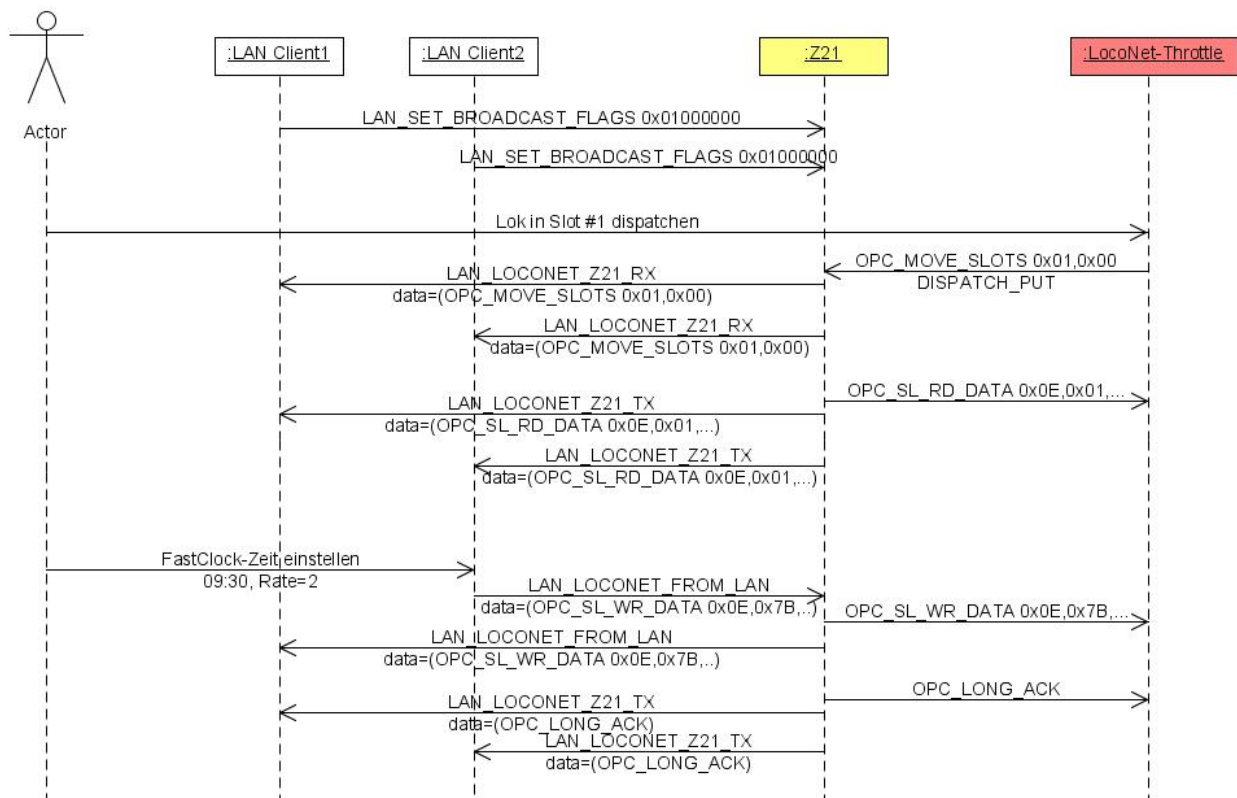 :LAN Client1
:LAN Client2
:Z21
:LocoNet-Throttle
Actor
LAN_SET_BROADCAST_FLAGS 0x01000000
LAN_SET_BROADCAST_FLAGS 0x01000000
Lok in Slot #1 dispatchen
OPC_MOVE_SLOTS 0x01,0x00
DISPATCH_PUT
LAN_LOCONET_Z21_RX
data=(OPC_MOVE_SLOTS 0x01,0x00)
LAN_LOCONET_Z21_RX
data=(OPC_MOVE_SLOTS 0x01,0x00)
OPC_SL_RD_DATA 0x0E,0x01,...
LAN_LOCONET_Z21_TX
data=(OPC_SL_RD_DATA 0x0E,0x01,...)
LAN_LOCONET_Z21_TX
data=(OPC_SL_RD_DATA 0x0E,0x01,...)
FastClock-Zeit einstellen
09:30, Rate=2
LAN_LOCONET_FROM_LAN
data=(OPC_SL_WR_DATA 0x0E,0x7B,..)
OPC_SL_WR_DATA 0x0E,0x7B,...
LAN_LOCONET_FROM_LAN
data=(OPC_SL_WR_DATA 0x0E,0x7B,..)
OPC_LONG_ACK
LAN_LOCONET_Z21_TX
data=(OPC_LONG_ACK)
LAN_LOCONET_Z21_TX
data=(OPC_LONG_ACK)